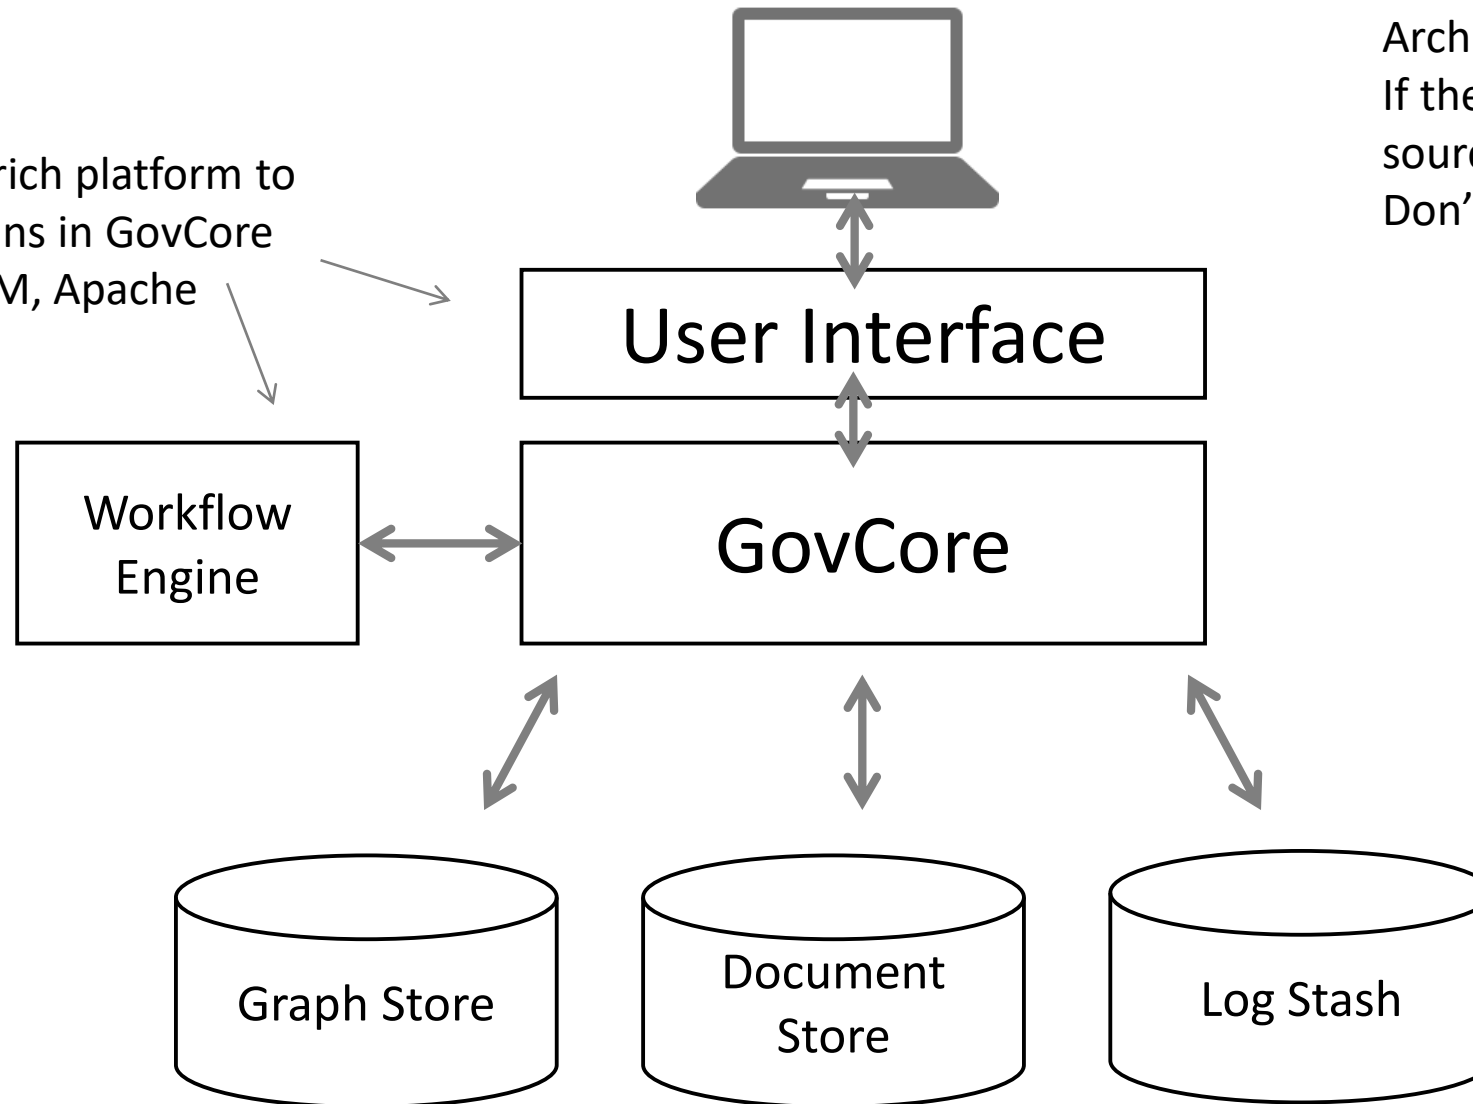 rich platform to
ns in GovCore
M, Apache
Arch
If the
sour
Don’
User Interface
Workflow
Engine
GovCore
Graph Store
Document
Store
Log Stash